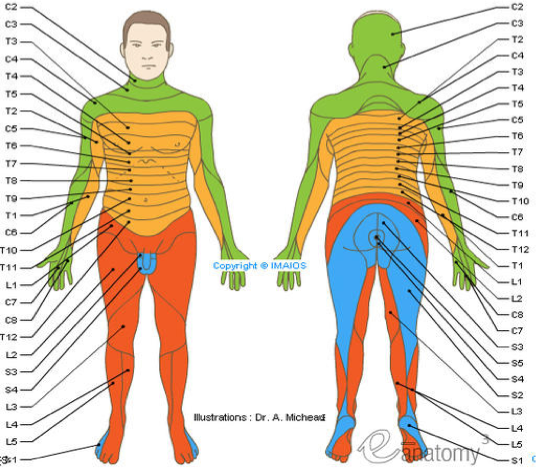 C2
C3
T3
C4
T4
T5
T2
C5
T6
T7
T8
T9
T1
C6
T10
T11
L1
C7
C8
T12
L2
S3
S4
L3
L4
L5
S1
C2
C3
T2
C4
T3
T4
T5
C5
T6
T7
T8
T9
T10
C6
T11
T12
T1
L1
L2
C8
C7
S3
S5
S4
S2
L3
L4
L5
S1
Copyright © IMAIOS
Illustrations : Dr. A. Micheau
e-anatomy
3